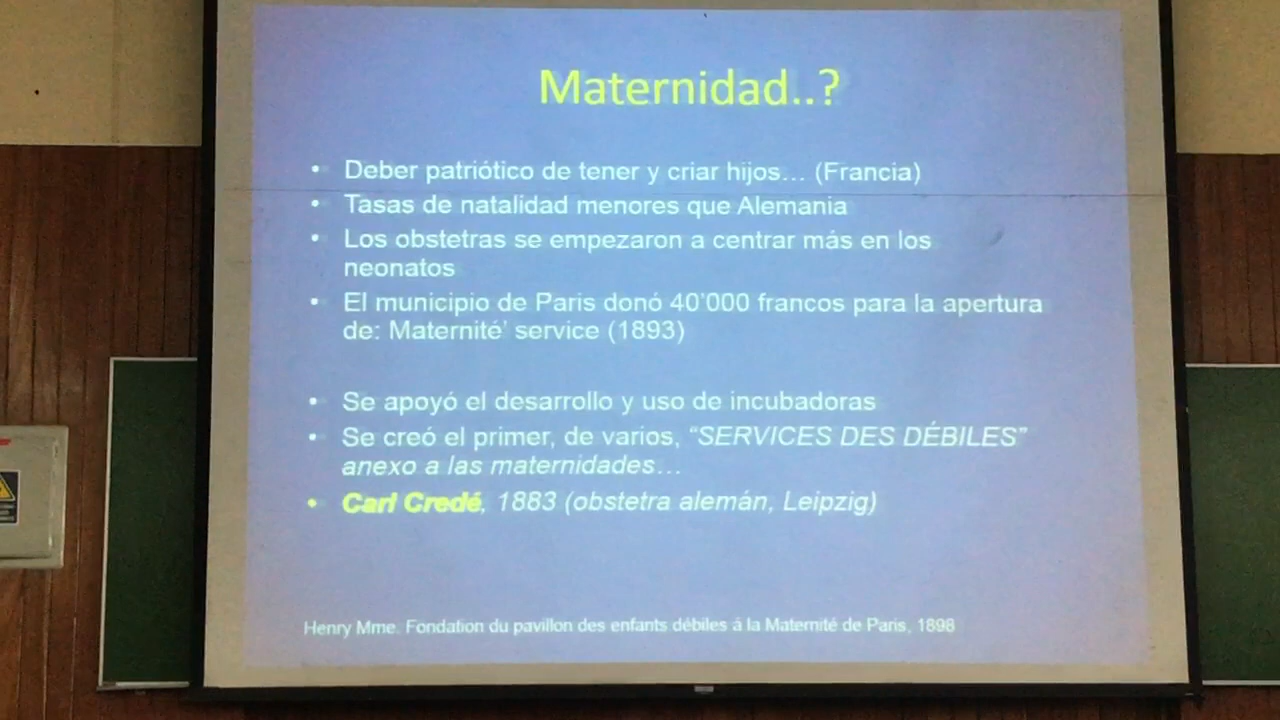 Maternidad..?
• Deber patriótico de tener y criar hijos... (Francia)
• Tasas de natalidad menores que Alemania
• Los obstetras se empezaron a centrar más en los
neonatos
• El municipio de Paris donó 40'000 francos para la apertura
de: Maternité' service (1893)
• Se apoyó el desarrollo y uso de incubadoras
• Se creó el primer, de varios, “SERVICES DES DÉBILES”
anexo a las maternidades...
• Carl Credé, 1883 (obstetra alemán, Leipzig)
Henry Mme. Fondation du pavillon des enfants débiles á la Maternité de Paris, 1898